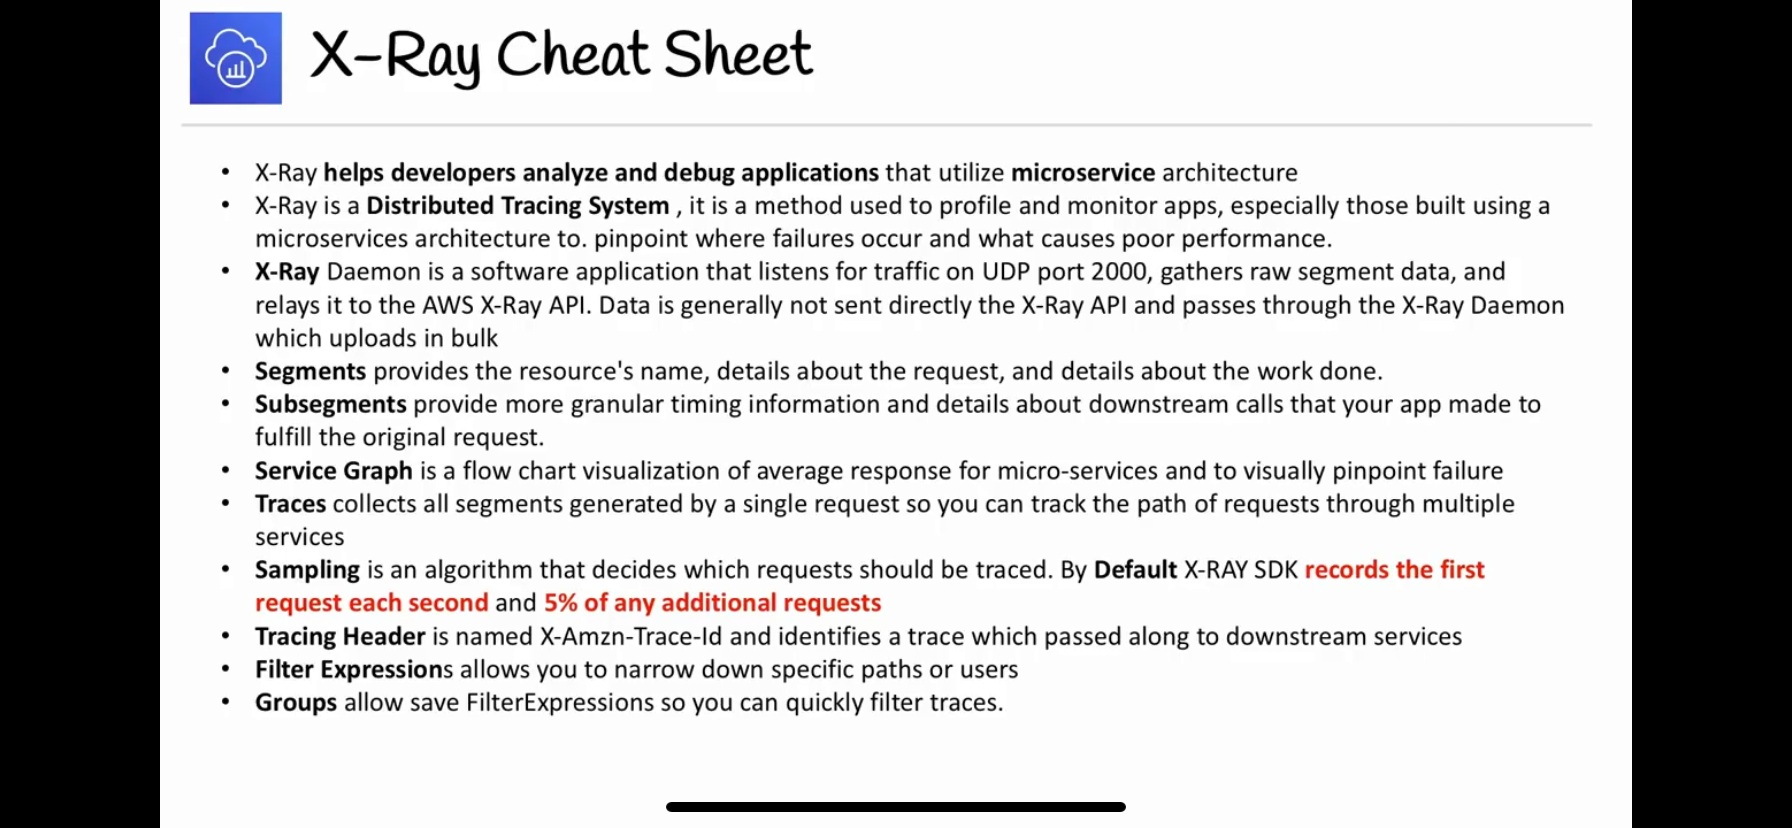 X-Ray Cheat Sheet
• X-Ray helps developers analyze and debug applications that utilize microservice architecture
• X-Ray is a Distributed Tracing System , it is a method used to profile and monitor apps, especially those built using a
microservices architecture to. pinpoint where failures occur and what causes poor performance.
• X-Ray Daemon is a software application that listens for traffic on UDP port 2000, gathers raw segment data, and
relays it to the AWS X-Ray API. Data is generally not sent directly the X-Ray API and passes through the X-Ray Daemon
which uploads in bulk
• Segments provides the resource's name, details about the request, and details about the work done.
• Subsegments provide more granular timing information and details about downstream calls that your app made to
fulfill the original request.
• Service Graph is a flow chart visualization of average response for micro-services and to visually pinpoint failure
• Traces collects all segments generated by a single request so you can track the path of requests through multiple
services
• Sampling is an algorithm that decides which requests should be traced. By Default X-RAY SDK records the first
request each second and 5% of any additional requests
• Tracing Header is named X-Amzn-Trace-Id and identifies a trace which passed along to downstream services
• Filter Expressions allows you to narrow down specific paths or users
• Groups allow save FilterExpressions so you can quickly filter traces.